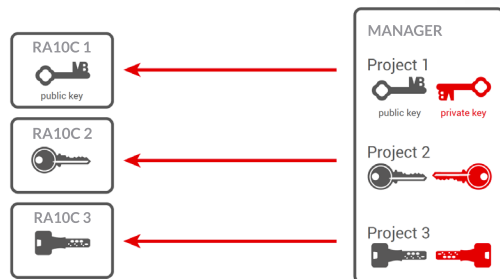 RA10C 1
public key
RA10C 2
RA10C 3
MANAGER
Project 1
public key
private key
Project 2
Project 3